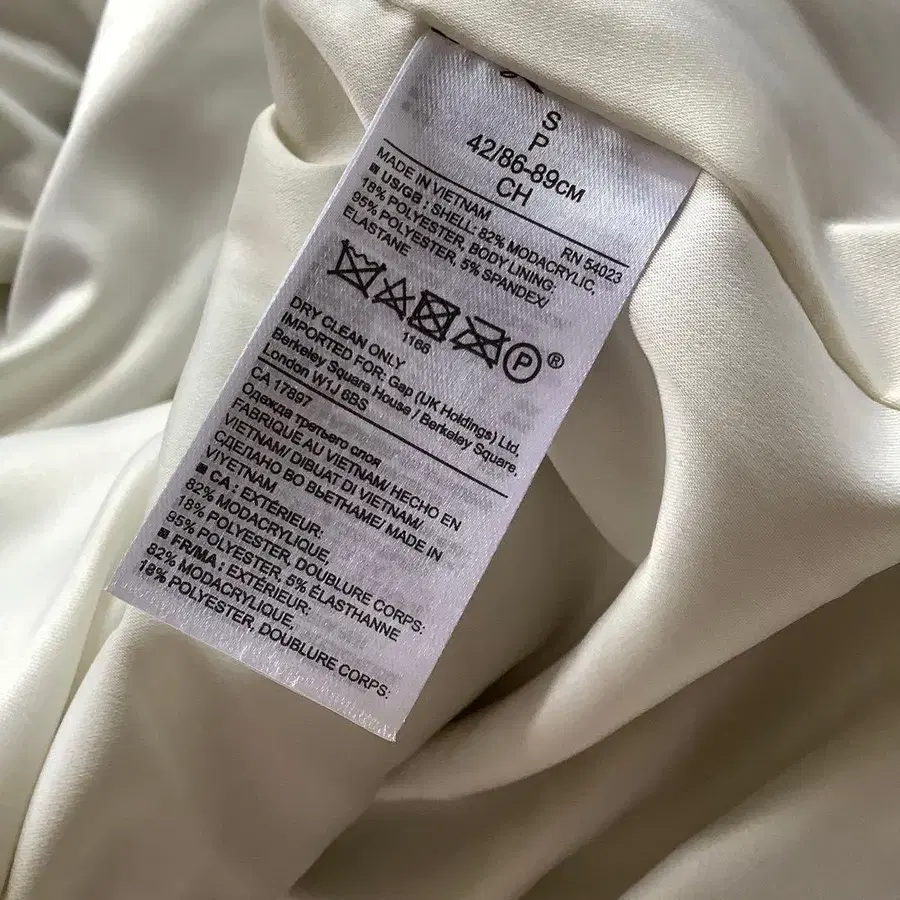 S
P
42/86-89CM
CH
MADE IN VIETNAM RN 54023
■ US/GB : SHELL: 82% MODACRYLIC,
18% POLYESTER, BODY LINING:
95% POLYESTER, 5% SPANDEX/
ELASTANE
P ®
1166
DRY CLEAN ONLY
IMPORTED FOR: Gap (UK Holdings) Ltd.
Berkeley Square House / Berkeley Square,
London W1J 6BS
CA 17897
Одежда третьего слоя
FABRIQUÉ AU VIETNAM/ HECHO EN
VIETNAM/ DIBUAT DI VIETNAM/
СДЕЛАНО ВО ВЬЕТНАМЕ/ MADE IN
VIYETNAM
■ CA : EXTÉRIEUR:
82% MODACRYLIQUE,
18% POLYESTER, DOUBLURE CORPS:
95% POLYESTER, 5% ÉLASTHANNE
■ FR/MA : EXTÉRIEUR:
82% MODACRYLIQUE,
18% POLYESTER, DOUBLURE CORPS: